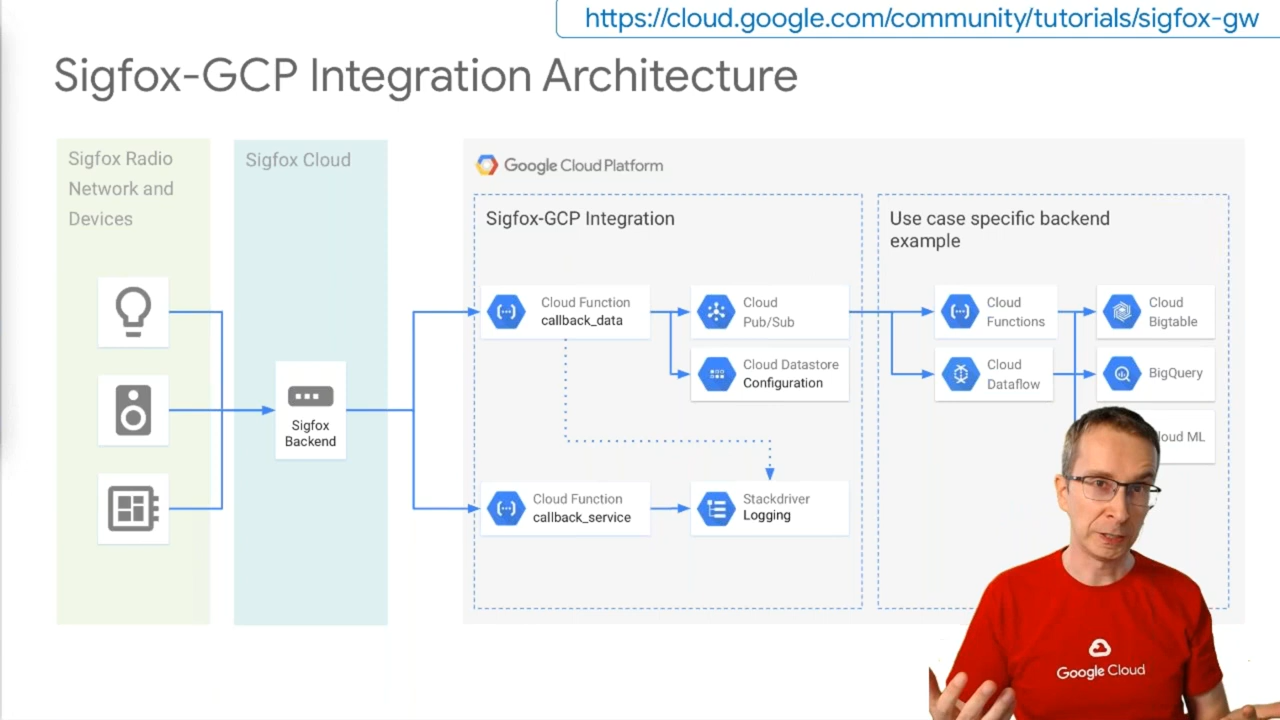 https://cloud.google.com/community/tutorials/sigfox-gw
Sigfox-GCP Integration Architecture
Sigfox Radio
Network and
Devices
Sigfox Cloud
Google Cloud Platform
Sigfox-GCP Integration
Use case specific backend
example
Cloud Function
callback_data
Cloud
Pub/Sub
Cloud
Functions
Cloud
Bigtable
Cloud Datastore
Configuration
Cloud
Dataflow
BigQuery
Sigfox
Backend
ML
Cloud Function
callback_service
Stackdriver
Logging
Google Cloud